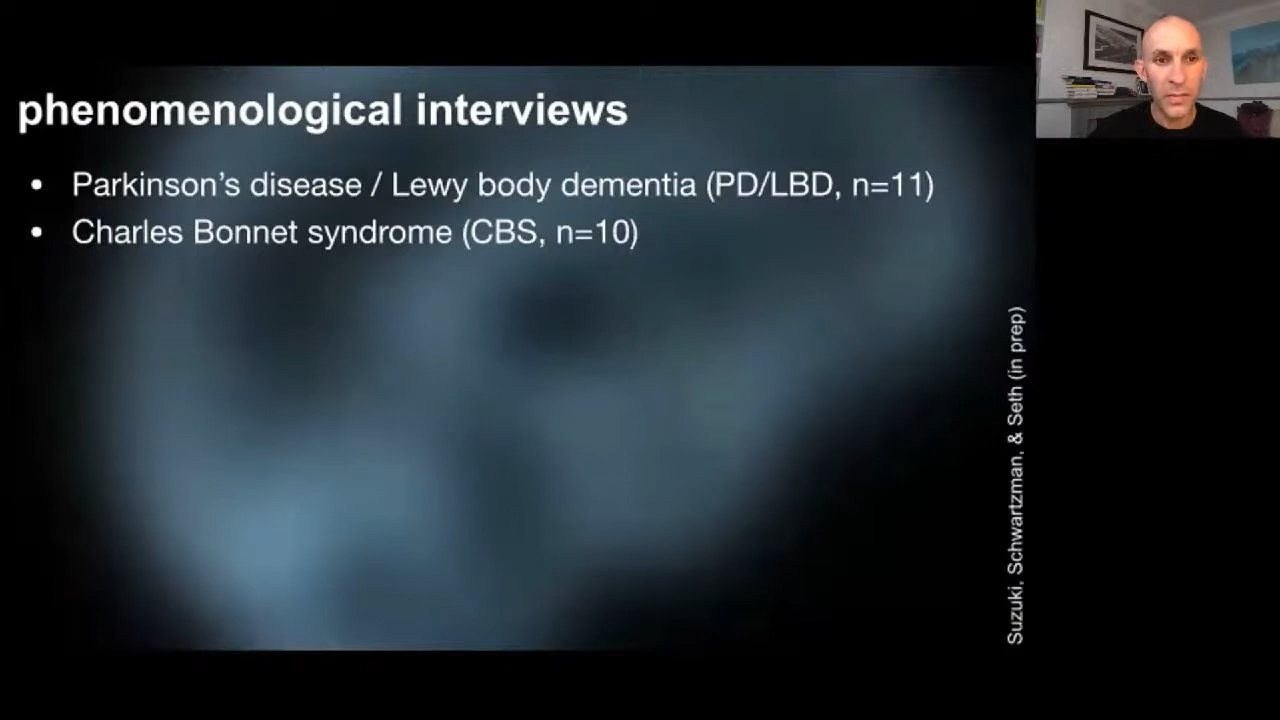 phenomenological interviews
• Parkinson’s disease / Lewy body dementia (PD/LBD, n=11)
• Charles Bonnet syndrome (CBS, n=10)
Suzuki, Schwartzman, & Seth (in prep)